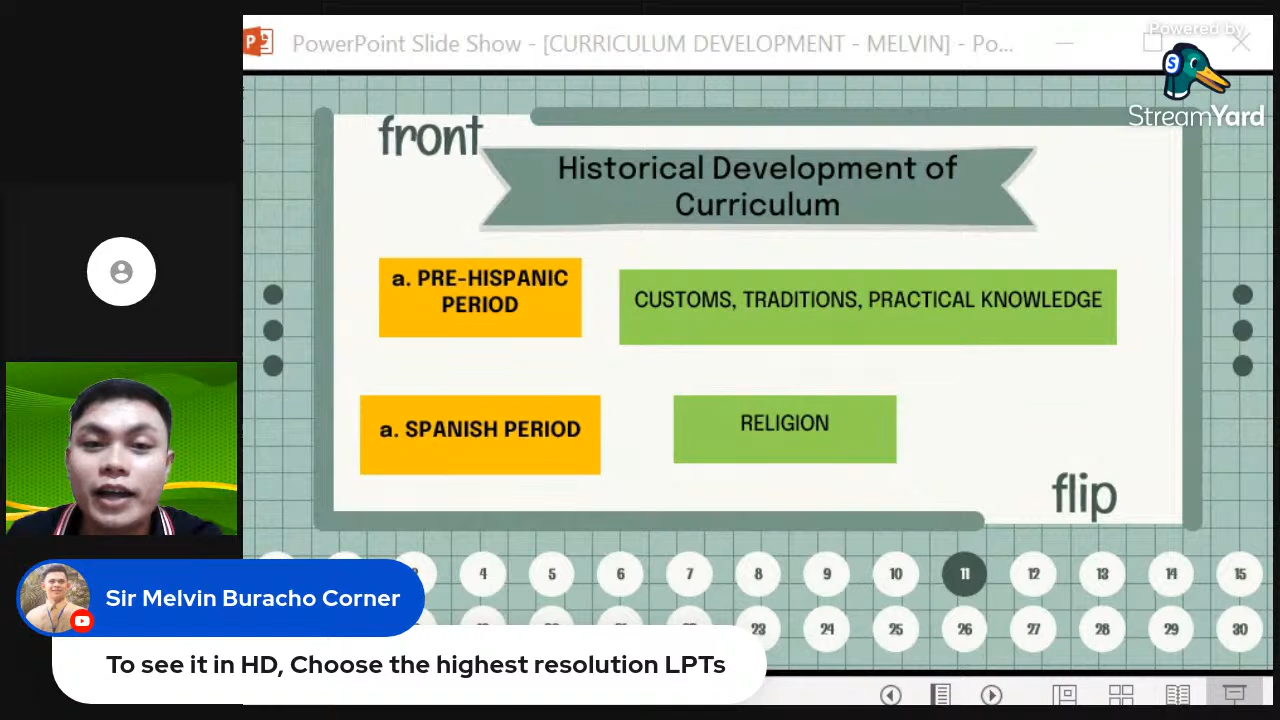 PowerPoint Slide Show - [CURRICULUM DEVELOPMENT - MELVIN] - Po...
Powered by
StreamYard
front
Historical Development of
Curriculum
a. PRE-HISPANIC
PERIOD
CUSTOMS, TRADITIONS, PRACTICAL KNOWLEDGE
a. SPANISH PERIOD
RELIGION
flip
4 5 6 7 8 9 10 11 12 13 14 15
23 24 25 26 27 28 29 30
Sir Melvin Buracho Corner
To see it in HD, Choose the highest resolution LPTs